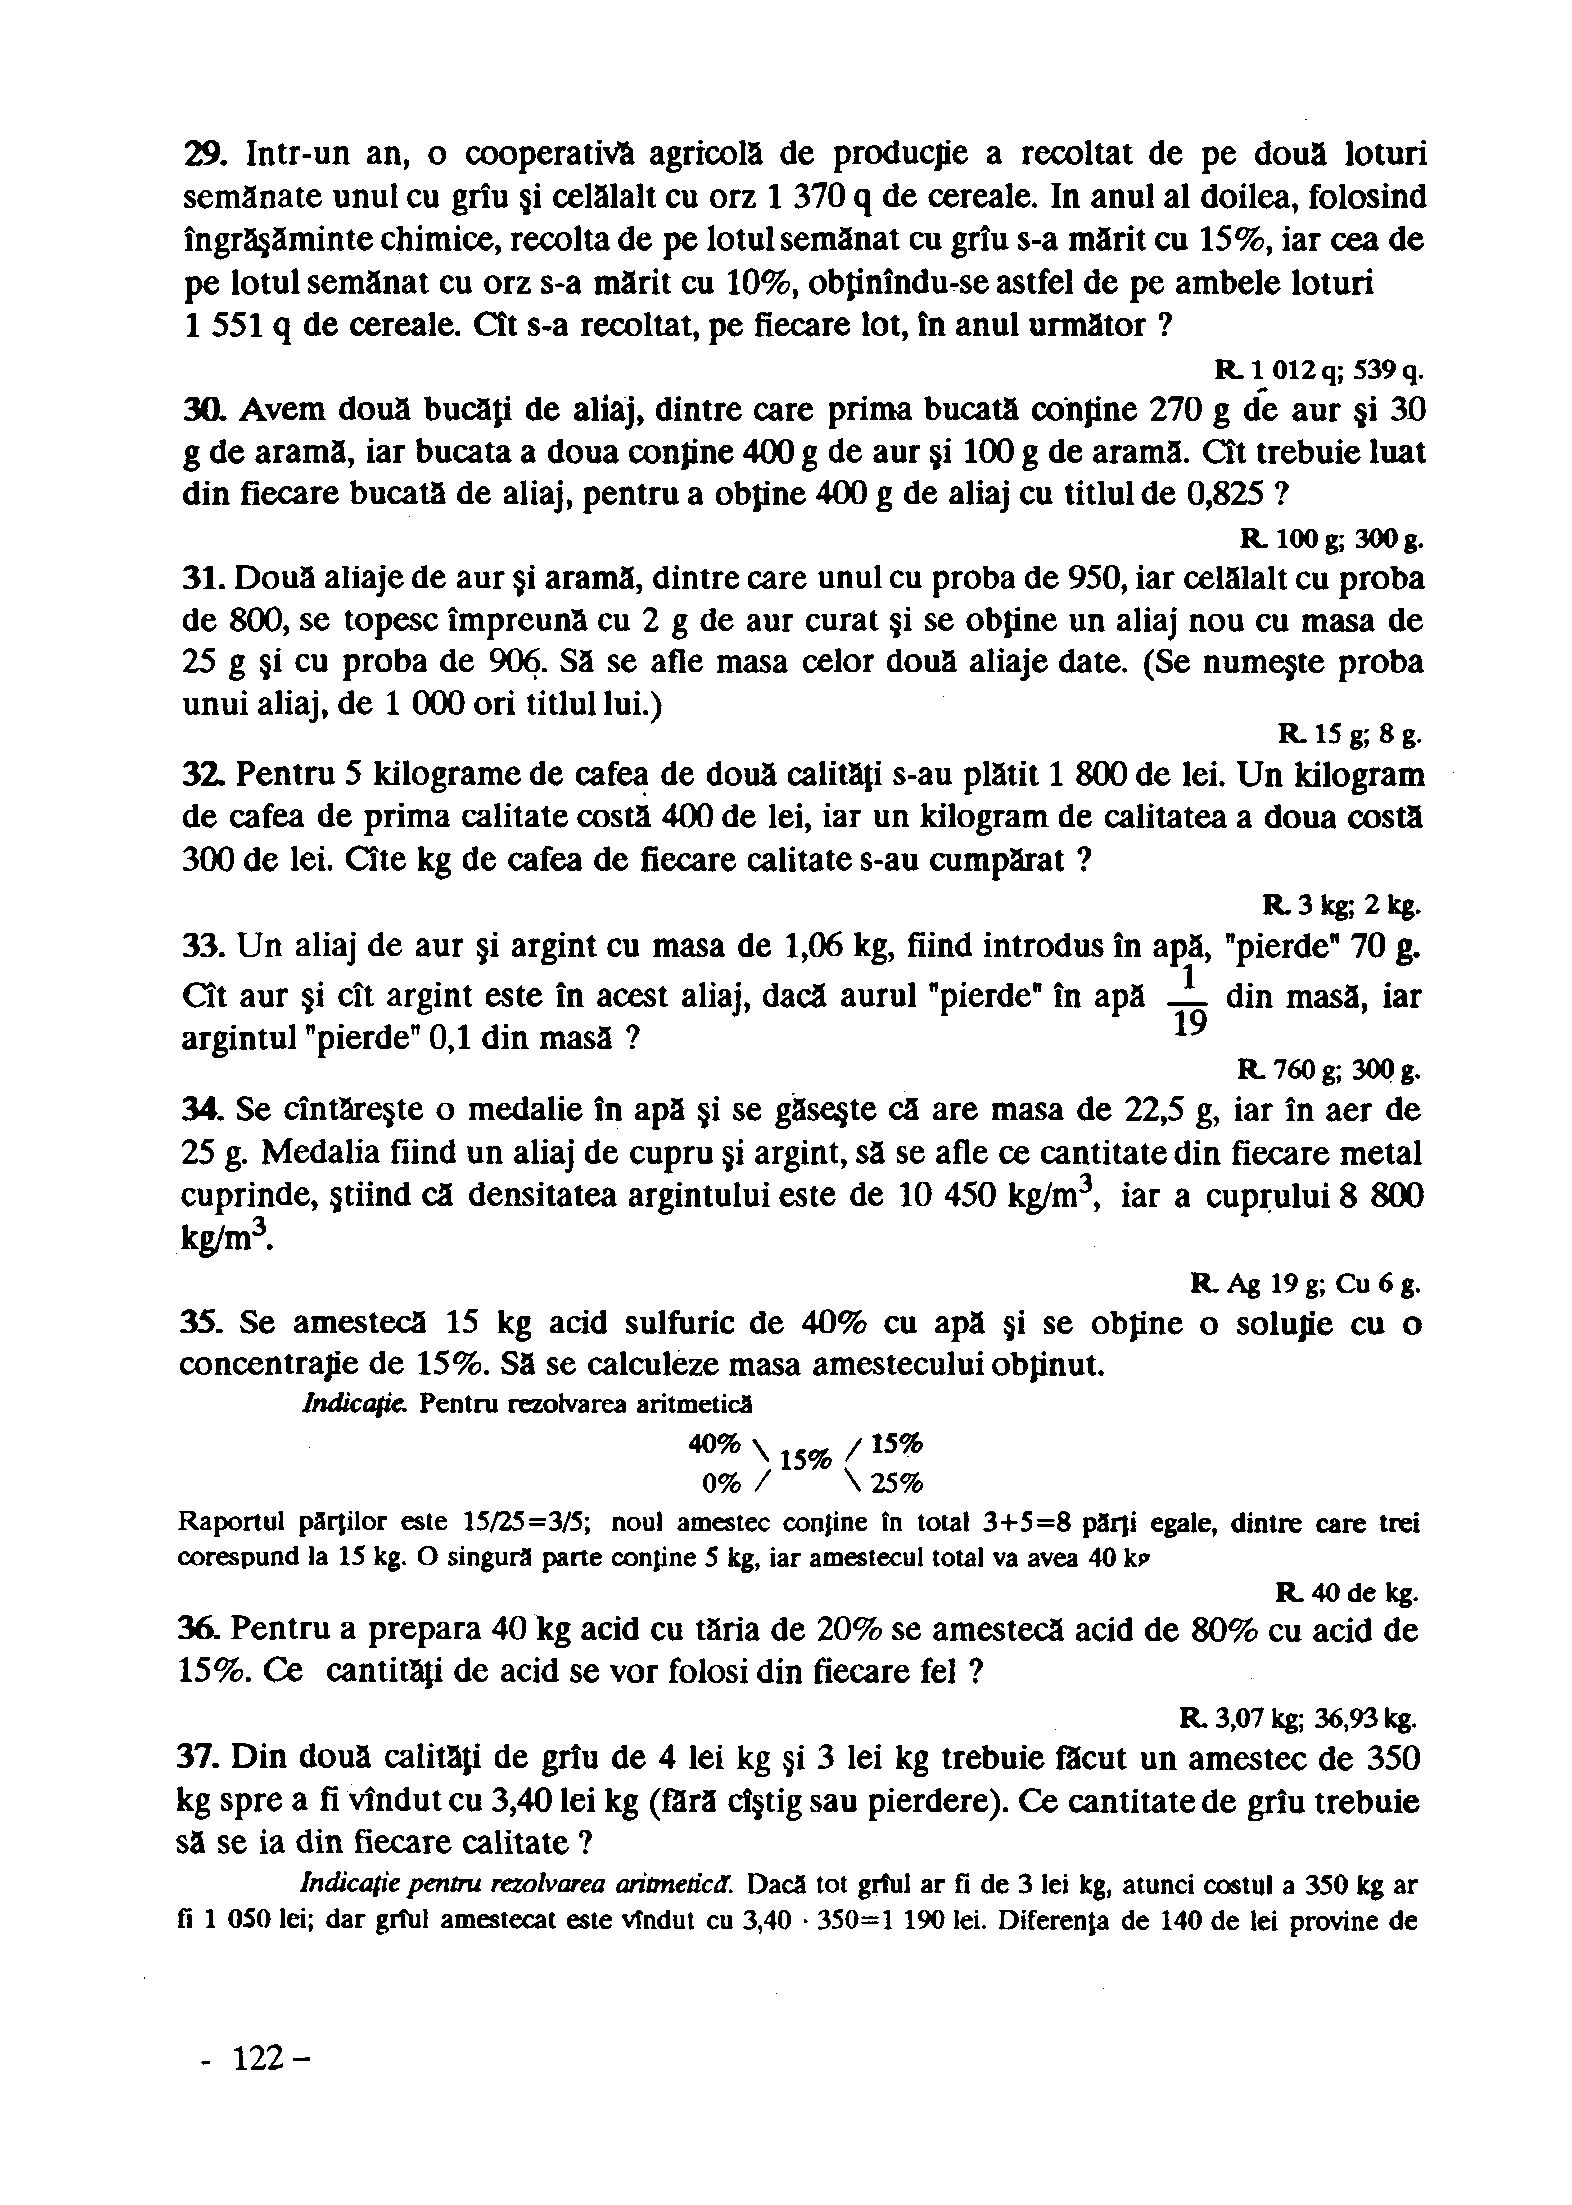 29. Intr-un an, o cooperativă agricolă de producţie a recoltat de pe două loturi
semănate unul cu grîu şi celălalt cu orz 1 370 q de cereale. In anul al doilea, folosind
îngrăşăminte chimice, recolta de pe lotul semănat cu grîu s-a mărit cu 15%, iar cea de
pe lotul semănat cu orz s-a mărit cu 10%, obţinîndu-se astfel de pe ambele loturi
1 551 q de cereale. Cît s-a recoltat, pe fiecare lot, în anul următor ?
R. 1 012 q; 539 q.
30. Avem două bucăţi de aliaj, dintre care prima bucată conţine 270 g de aur şi 30
g de aramă, iar bucata a doua conţine 400 g de aur şi 100 g de aramă. Cît trebuie luat
din fiecare bucată de aliaj, pentru a obţine 400 g de aliaj cu titlul de 0,825 ?
R. 100 g; 300 g.
31. Două aliaje de aur şi aramă, dintre care unul cu proba de 950, iar celălalt cu proba
de 800, se topesc împreună cu 2 g de aur curat şi se obţine un aliaj nou cu masa de
25 g şi cu proba de 906. Să se afle masa celor două aliaje date. (Se numeşte proba
unui aliaj, de 1 000 ori titlul lui.)
R. 15 g; 8 g.
32. Pentru 5 kilograme de cafea de două calităţi s-au plătit 1 800 de lei. Un kilogram
de cafea de prima calitate costă 400 de lei, iar un kilogram de calitatea a doua costă
300 de lei. Cîte kg de cafea de fiecare calitate s-au cumpărat ?
R. 3 kg; 2 kg.
33. Un aliaj de aur şi argint cu masa de 1,06 kg, fiind introdus în apă, "pierde" 70 g.
Cît aur şi cît argint este în acest aliaj, dacă aurul "pierde" în apă 1/19 din masă, iar
argintul "pierde" 0,1 din masă ?
R. 760 g; 300 g.
34. Se cîntăreşte o medalie în apă şi se găseşte că are masa de 22,5 g, iar în aer de
25 g. Medalia fiind un aliaj de cupru şi argint, să se afle ce cantitate din fiecare metal
cuprinde, ştiind că densitatea argintului este de 10 450 kg/m³, iar a cuprului 8 800
kg/m³.
R. Ag 19 g; Cu 6 g.
35. Se amestecă 15 kg acid sulfuric de 40% cu apă şi se obţine o soluţie cu o
concentraţie de 15%. Să se calculeze masa amestecului obţinut.
Indicaţie. Pentru rezolvarea aritmetică
40% \ 15% / 15%
0% / \ 25%
Raportul părţilor este 15/25=3/5; noul amestec conţine în total 3+5=8 părţi egale, dintre care trei
corespund la 15 kg. O singură parte conţine 5 kg, iar amestecul total va avea 40 kg
R. 40 de kg.
36. Pentru a prepara 40 kg acid cu tăria de 20% se amestecă acid de 80% cu acid de
15%. Ce cantităţi de acid se vor folosi din fiecare fel ?
R. 3,07 kg; 36,93 kg.
37. Din două calităţi de grîu de 4 lei kg şi 3 lei kg trebuie făcut un amestec de 350
kg spre a fi vîndut cu 3,40 lei kg (fără cîştig sau pierdere). Ce cantitate de grîu trebuie
să se ia din fiecare calitate ?
Indicaţie pentru rezolvarea aritmetică. Dacă tot grîul ar fi de 3 lei kg, atunci costul a 350 kg ar
fi 1 050 lei; dar grîul amestecat este vîndut cu 3,40 · 350=1 190 lei. Diferenţa de 140 de lei provine de
- 122 -